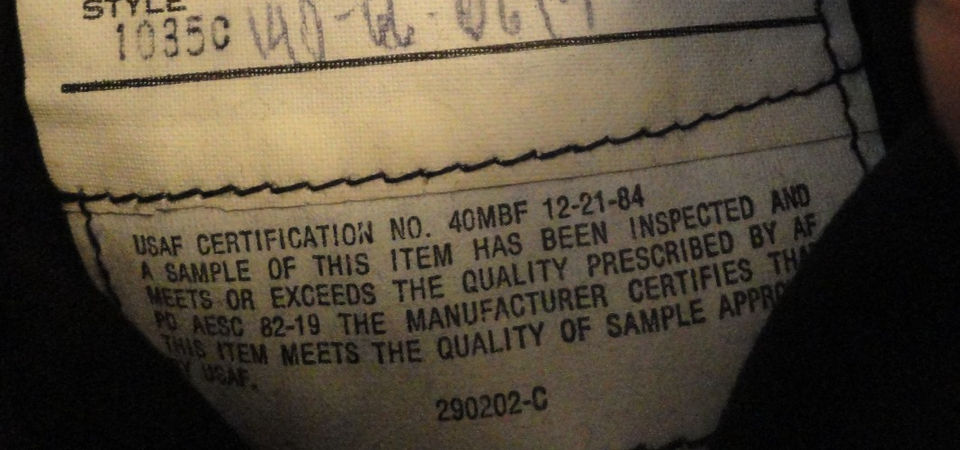 STYLE
1035C
USAF CERTIFICATION NO. 40MBF 12-21-84
A SAMPLE OF THIS ITEM HAS BEEN INSPECTED AND
MEETS OR EXCEEDS THE QUALITY PRESCRIBED BY AF
PD AESC 82-19 THE MANUFACTURER CERTIFIES
THIS ITEM MEETS THE QUALITY OF SAMPLE
USAF.
290202-C